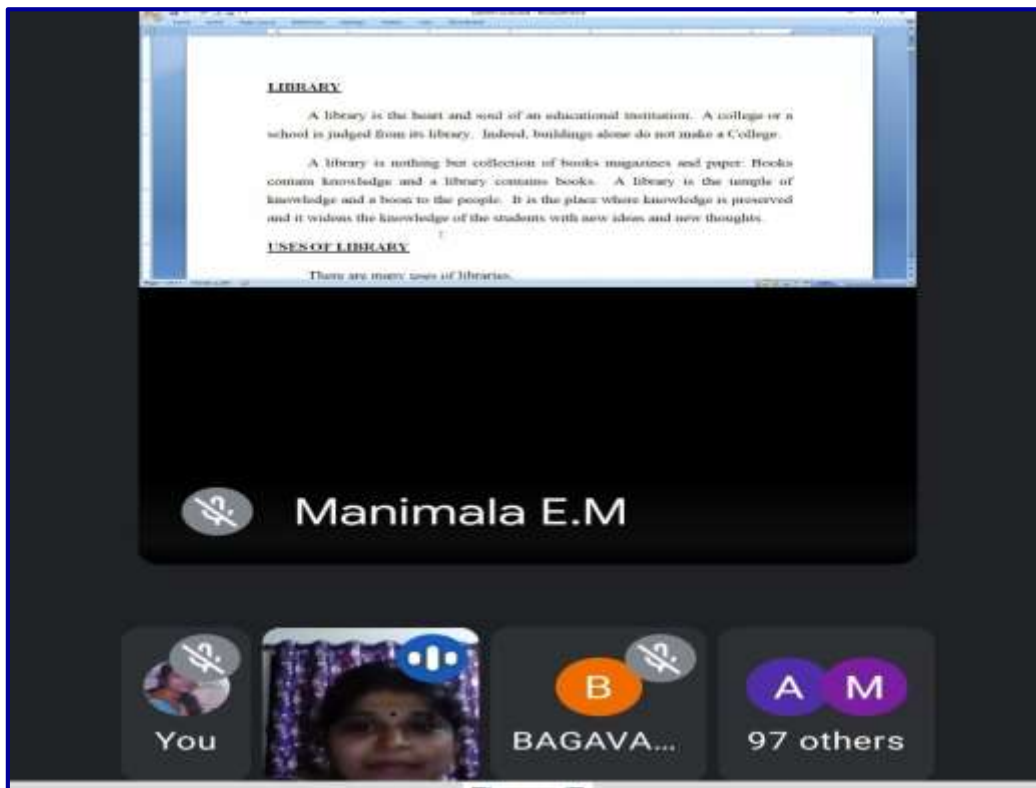 LIBRARY
A library is the heart and soul of an educational institution. A college or a
school is judged from its library. Indeed, buildings alone do not make a College.
A library is nothing but collection of books magazines and paper. Books
contain knowledge and a library contains books. A library is the temple of
knowledge and a boon to the people. It is the place where knowledge is preserved
and it widens the knowledge of the students with new ideas and new thoughts.
USES OF LIBRARY
There are many uses of libraries.
Manimala E.M
B
A M
You
BAGAVA...
97 others